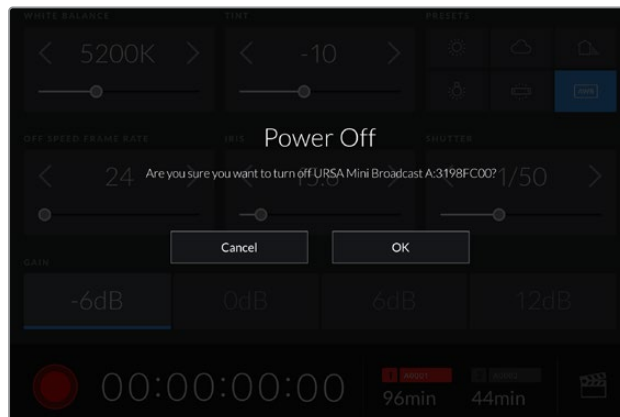 WHITE BALANCE TINT PRESETS
5200K -10
OFF SPEED FRAME RATE IRIS SHUTTER
Power Off
Are you sure you want to turn off URSA Mini Broadcast A:3198FC00?
24 1/50
Cancel OK
GAIN
-6dB 0dB 6dB 12dB
00:00:00:00
1 2
96min 44min